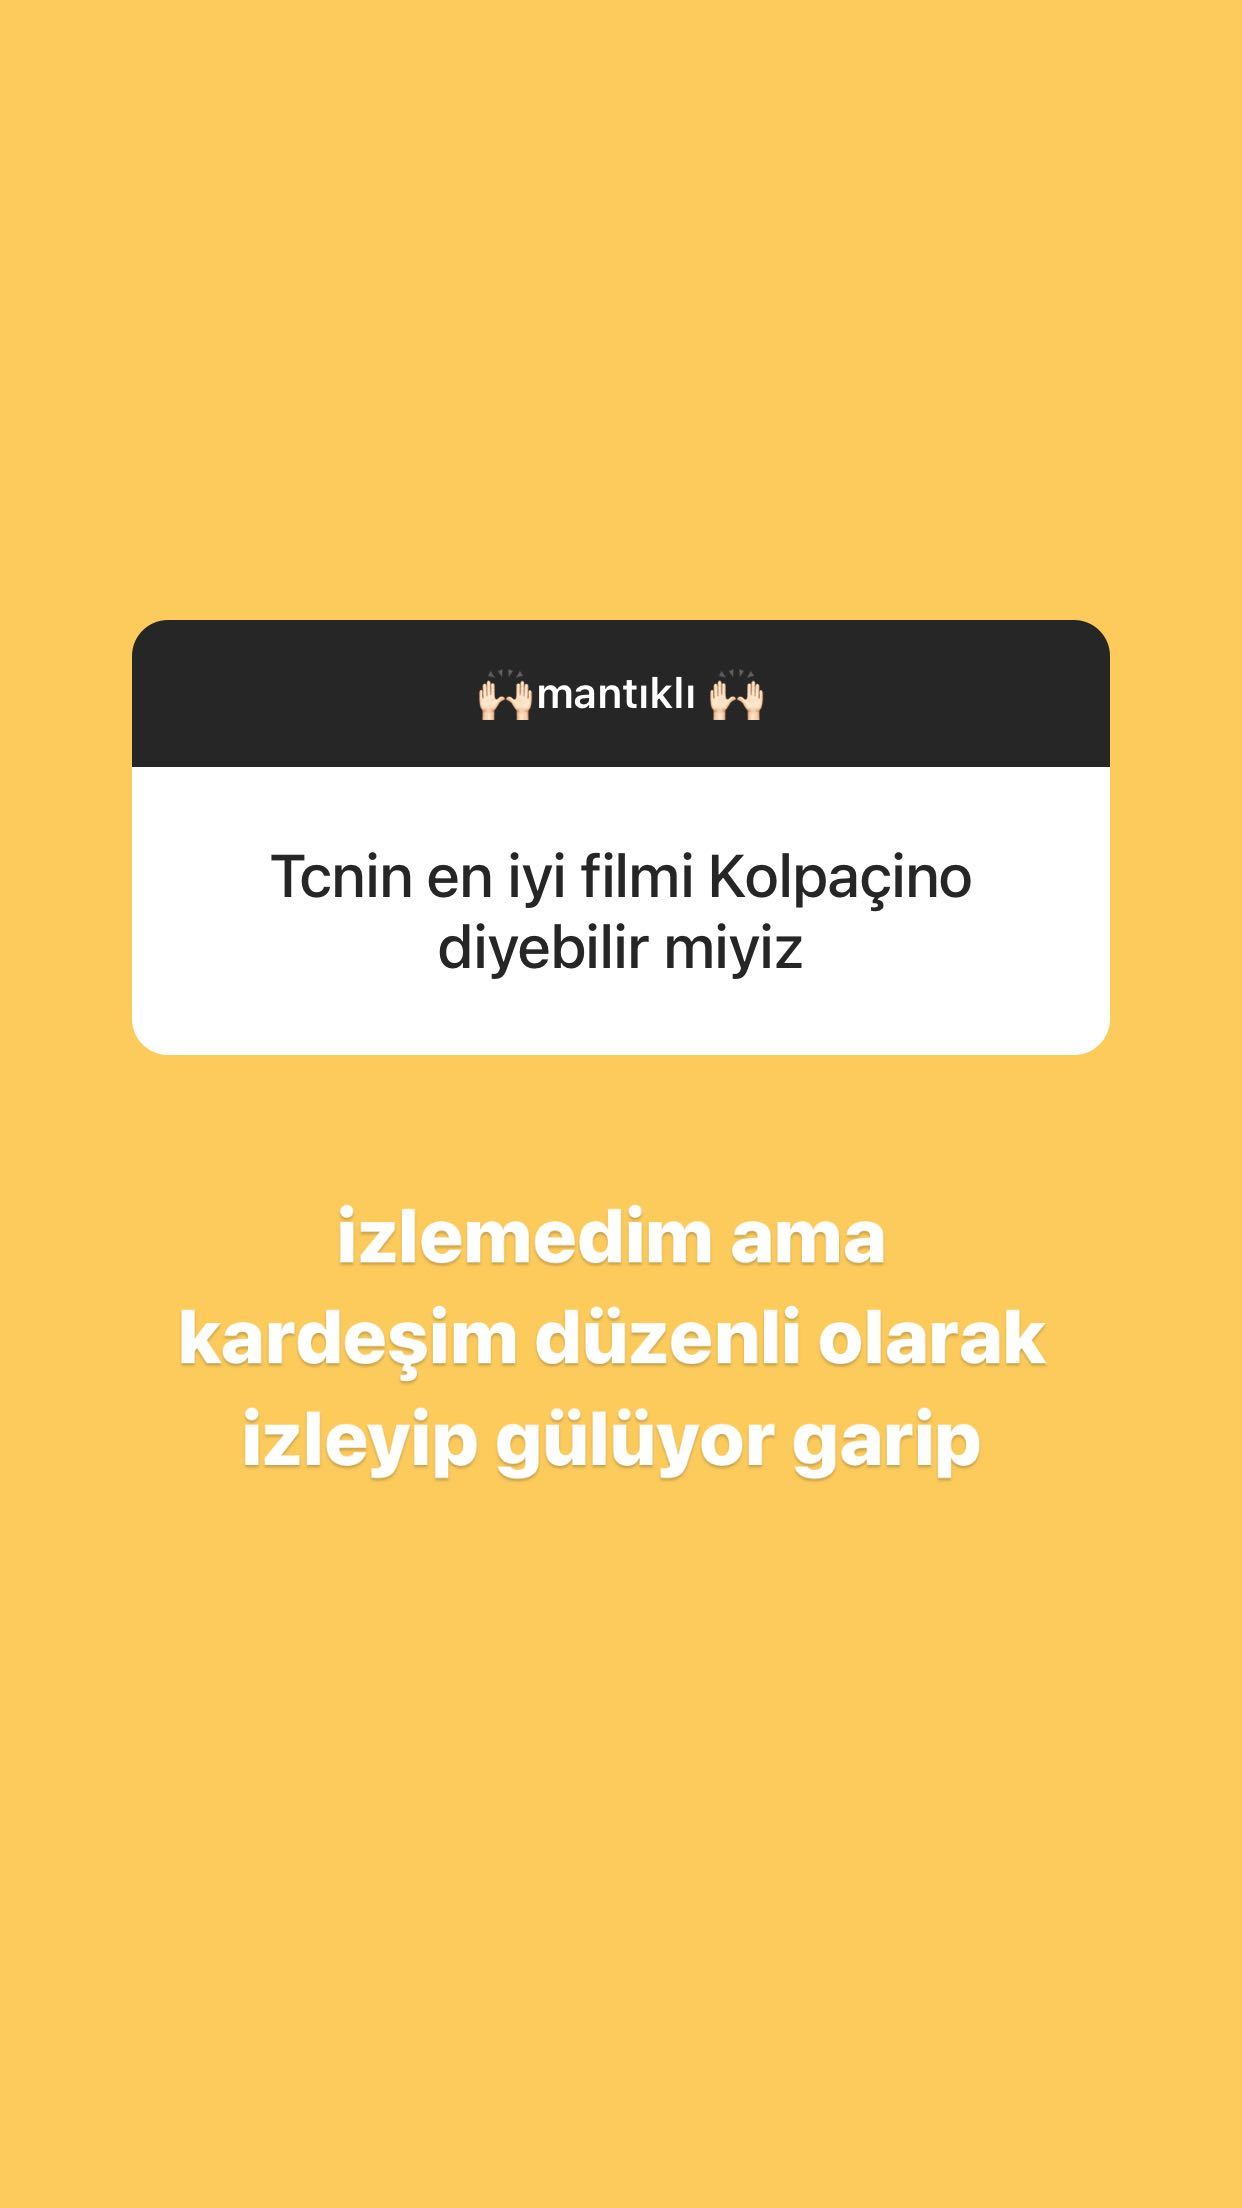 🙌🏻mantıklı 🙌🏻
Tcnin en iyi filmi Kolpaçino
diyebilir miyiz
izlemedim ama
kardeşim düzenli olarak
izleyip gülüyor garip